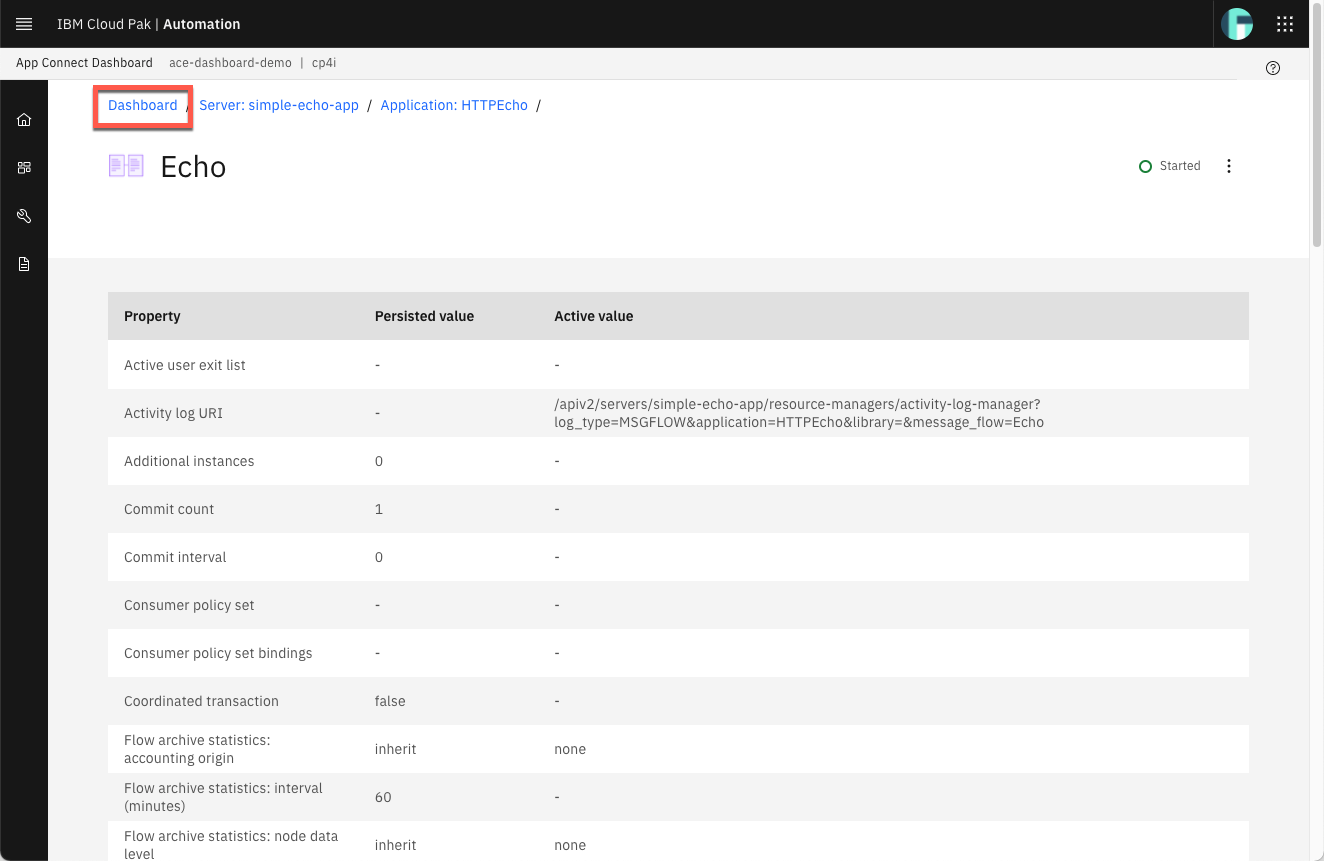 IBM Cloud Pak | Automation
App Connect Dashboard ace-dashboard-demo | cp4i
Dashboard / Server: simple-echo-app / Application: HTTPEcho /
Echo
Started
Property Persisted value Active value
Active user exit list - -
Activity log URI - /apiv2/servers/simple-echo-app/resource-managers/activity-log-manager?
log_type=MSGFLOW&application=HTTPEcho&library=&message_flow=Echo
Additional instances 0 -
Commit count 1 -
Commit interval 0 -
Consumer policy set - -
Consumer policy set bindings - -
Coordinated transaction false -
Flow archive statistics:
accounting origin inherit none
Flow archive statistics: interval
(minutes) 60 -
Flow archive statistics: node data
level inherit none